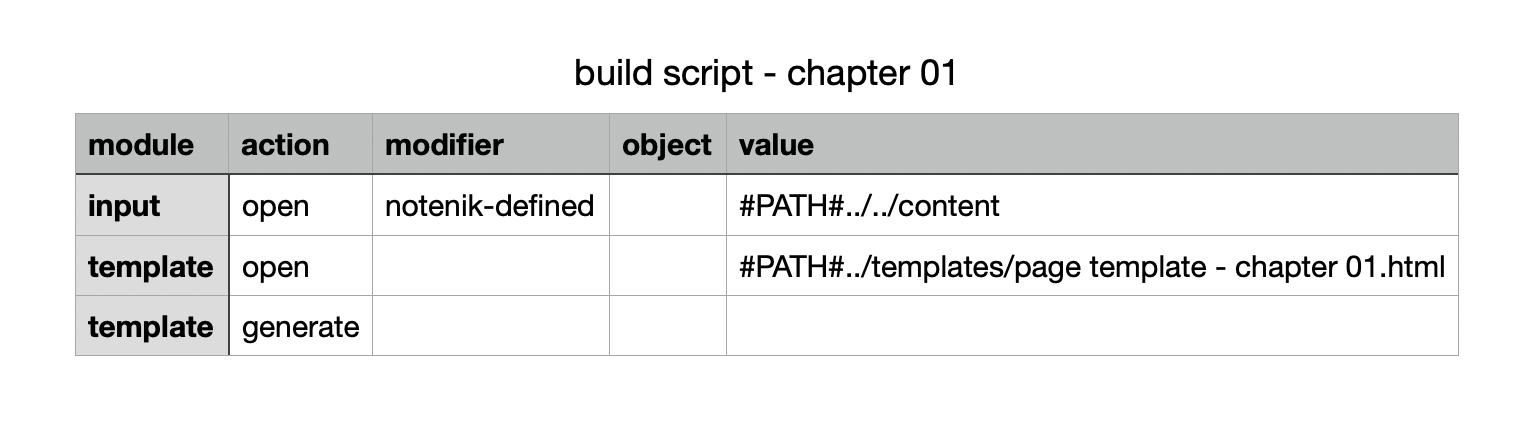 build script - chapter 01
module action modifier object value
input open notenik-defined #PATH#../../content
template open #PATH#../templates/page template - chapter 01.html
template generate